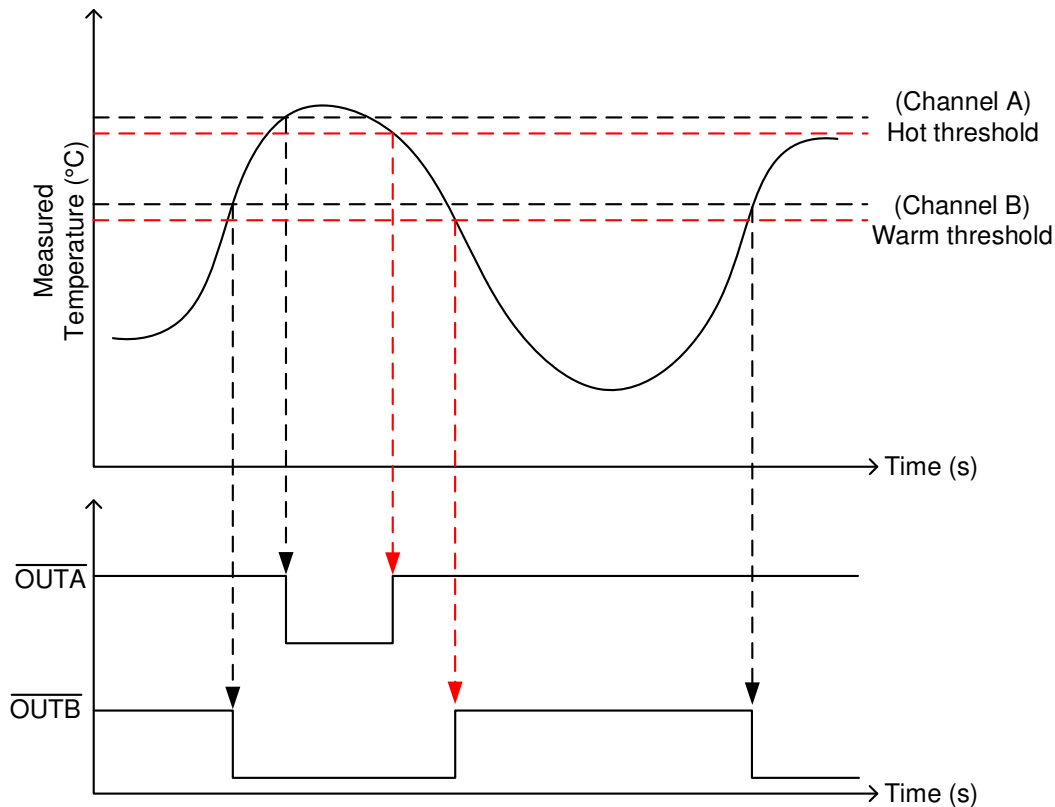 (Channel A)
Hot threshold
Measured
Temperature (°C)
(Channel B)
Warm threshold
Time (s)
OUTA
OUTB
Time (s)